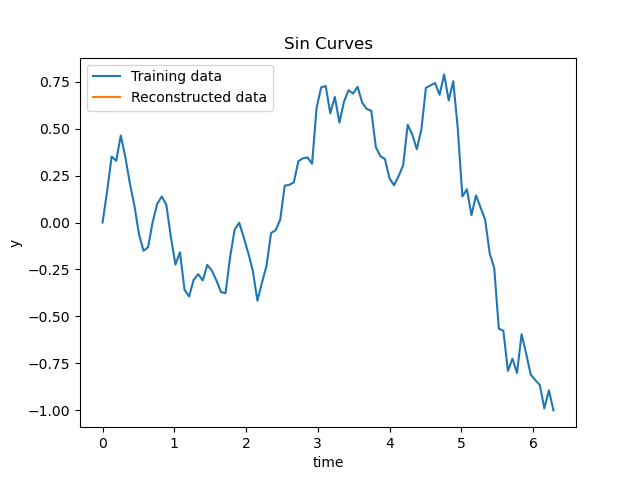 Sin Curves
Training data
Reconstructed data
0.75
0.50
0.25
0.00
−0.25
−0.50
−0.75
−1.00
y
0 1 2 3 4 5 6
time